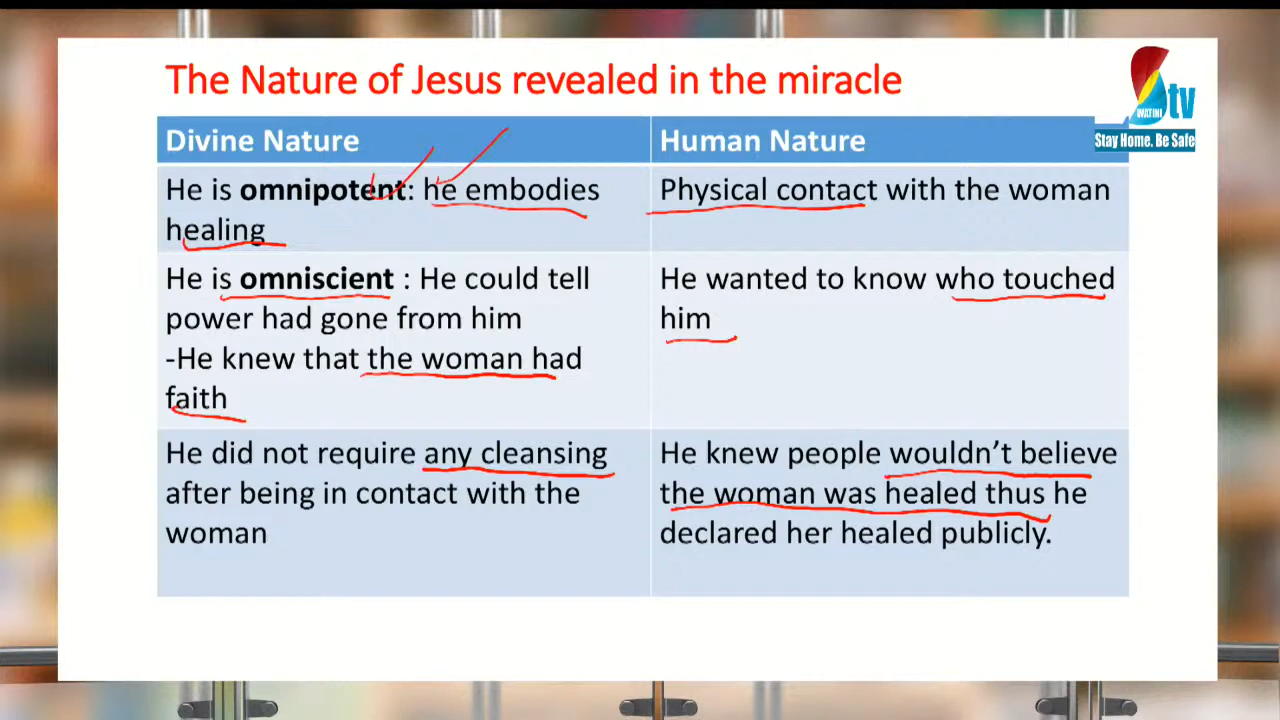 The Nature of Jesus revealed in the miracle
tv
WATINI
Stay Home. Be Safe
Divine Nature
Human Nature
He is omnipotent: he embodies
healing
Physical contact with the woman
He is omniscient : He could tell
power had gone from him
-He knew that the woman had
faith
He wanted to know who touched
him
He did not require any cleansing
after being in contact with the
woman
He knew people wouldn't believe
the woman was healed thus he
declared her healed publicly.